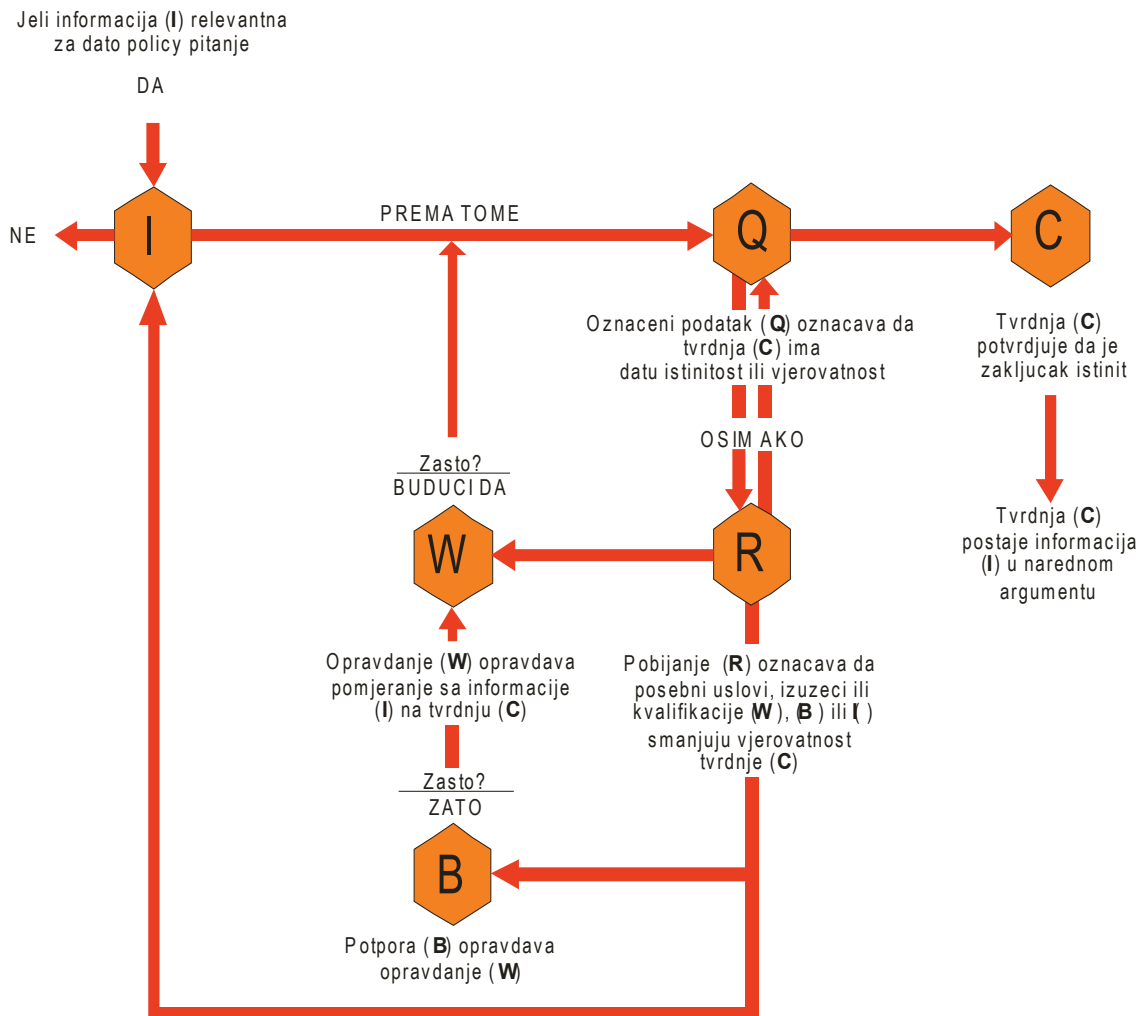 Jeli informacija (I) relevantna
za dato policy pitanje
DA
NE
I
PREMA TOME
Q
C
Oznaceni podatak (Q) oznacava da
tvrdnja (C) ima
datu istinitost ili vjerovatnost
Tvrdnja (C)
potvrdjuje da je
zakljucak istinit
OSIM AKO
Zasto?
BUDUCI DA
W
R
Tvrdnja (C)
postaje informacija
(I) u narednom
argumentu
Opravdanje (W) opravdava
pomjeranje sa informacije
(I) na tvrdnju (C)
Pobijanje (R) oznacava da
posebni uslovi, izuzeci ili
kvalifikacije (W), (B) ili I( )
smanjuju vjerovatnost
tvrdnje (C)
Zasto?
ZATO
B
Potpora (B) opravdava
opravdanje (W)